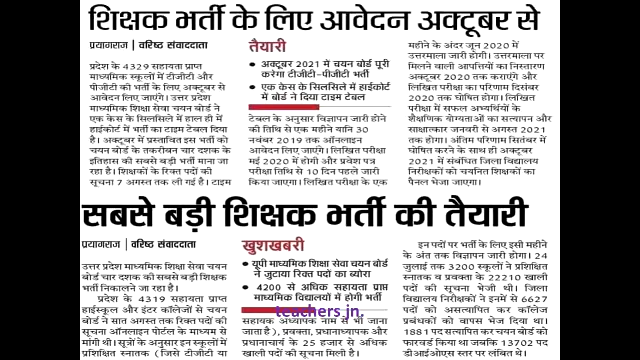 शिक्षक भर्ती के लिए आवेदन अक्टूबर से
प्रयागराज | वरिष्ठ संवाददाता
प्रदेश के 4329 सहायता प्राप्त
माध्यमिक स्कूलों में टीजीटी और
पीजीटी की भर्ती के लिए अक्टूबर से
आवेदन लिए जाएंगे। उत्तर प्रदेश
माध्यमिक शिक्षा सेवा चयन बोर्ड ने
एक केस के सिलसिले में हाल ही में
हाईकोर्ट में भर्ती का टाइम टेबल दिया
है। अक्टूबर में प्रस्तावित इस भर्ती को
चयन बोर्ड के तकरीबन चार दशक के
इतिहास की सबसे बड़ी भर्ती माना जा
रहा है। शिक्षकों के रिक्त पदों की
सूचना 7 अगस्त तक ली गई है। टाइम
तैयारी
● अक्टूबर 2021 में चयन बोर्ड पूरी
करेगा टीजीटी-पीजीटी भर्ती
● एक केस के सिलसिले में हाईकोर्ट
में बोर्ड ने दिया टाइम टेबल
टेबल के अनुसार विज्ञापन जारी होने
की तिथि से एक महीने यानि 30
नवंबर 2019 तक ऑनलाइन
आवेदन लिए जाएंगे। लिखित परीक्षा
मई 2020 में होगी और प्रवेश पत्र
परीक्षा तिथि से 10 दिन पहले जारी
किया जाएगा। लिखित परीक्षा के एक
महीने के अंदर जून 2020 में
उत्तरमाला जारी होगी। उत्तरमाला पर
मिलने वाली आपत्तियों का निस्तारण
अक्टूबर 2020 तक कराएंगे और
लिखित परीक्षा का परिणाम दिसंबर
2020 तक घोषित होगा। लिखित
परीक्षा में सफल अभ्यर्थियों के
शैक्षणिक योग्यताओं का सत्यापन और
साक्षात्कार जनवरी से अगस्त 2021
तक होगा। अंतिम परिणाम सितंबर में
घोषित करने के साथ ही अक्टूबर
2021 में संबंधित जिला विद्यालय
निरीक्षकों को चयनित शिक्षकों का
पैनल भेजा जाएगा।
सबसे बड़ी शिक्षक भर्ती की तैयारी
प्रयागराज | वरिष्ठ संवाददाता
उत्तर प्रदेश माध्यमिक शिक्षा सेवा चयन
बोर्ड चार दशक की सबसे बड़ी शिक्षक
भर्ती निकालने जा रहा है।
प्रदेश के 4319 सहायता प्राप्त
हाईस्कूल और इंटर कॉलेजों से चयन
बोर्ड ने सात अगस्त तक रिक्त पदों की
सूचना ऑनलाइन पोर्टल के माध्यम से
मांगी थी। सूत्रों के अनुसार इन स्कूलों में
प्रशिक्षित स्नातक (जिसे टीजीटी या
खुशखबरी
● यूपी माध्यमिक शिक्षा सेवा चयन बोर्ड
ने जुटाया रिक्त पदों का ब्योरा
● 4200 से अधिक सहायता प्राप्त
माध्यमिक विद्यालयों में होगी भर्ती
teachers in.
सहायक अध्यापक नाम से भी जाना
जाता है), प्रवक्ता, प्रधानाध्यापक और
प्रधानाचार्य के 25 हजार से अधिक
खाली पदों की सूचना मिली है।
इन पदों पर भर्ती के लिए इसी महीने
के अंत तक विज्ञापन जारी होगा। 24
जुलाई तक 3200 स्कूलों ने प्रशिक्षित
स्नातक व प्रवक्ता के 22210 खाली
पदों की सूचना भेजी थी। जिला
विद्यालय निरीक्षकों ने इनमें से 6627
पदों को असत्यापित कर कॉलेज
प्रबंधकों को वापस भेज दिया था।
1881 पद सत्यापित कर चयन बोर्ड को
फारवर्ड किया था जबकि 13702 पद
डीआईओएस स्तर पर लंबित थे।